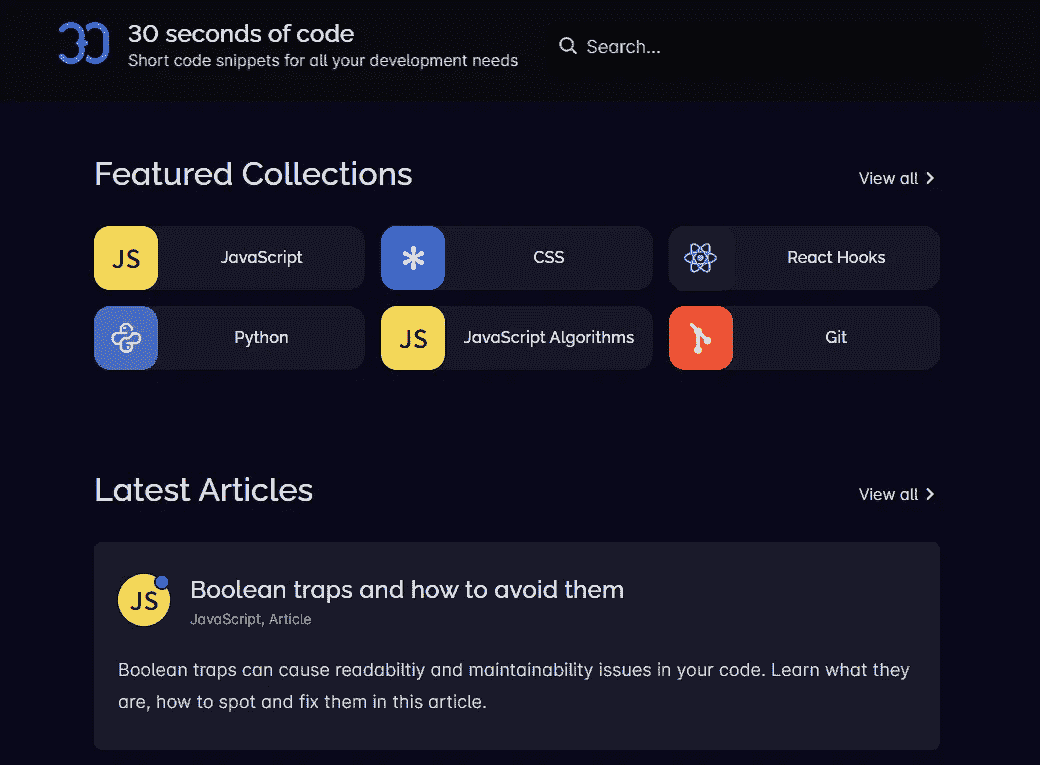 30 seconds of code
Short code snippets for all your development needs
Search...
Featured Collections
View all
JS
JavaScript
CSS
React Hooks
Python
JS
JavaScript Algorithms
Git
Latest Articles
View all
JS
Boolean traps and how to avoid them
JavaScript, Article
Boolean traps can cause readabiltiy and maintainability issues in your code. Learn what they
are, how to spot and fix them in this article.